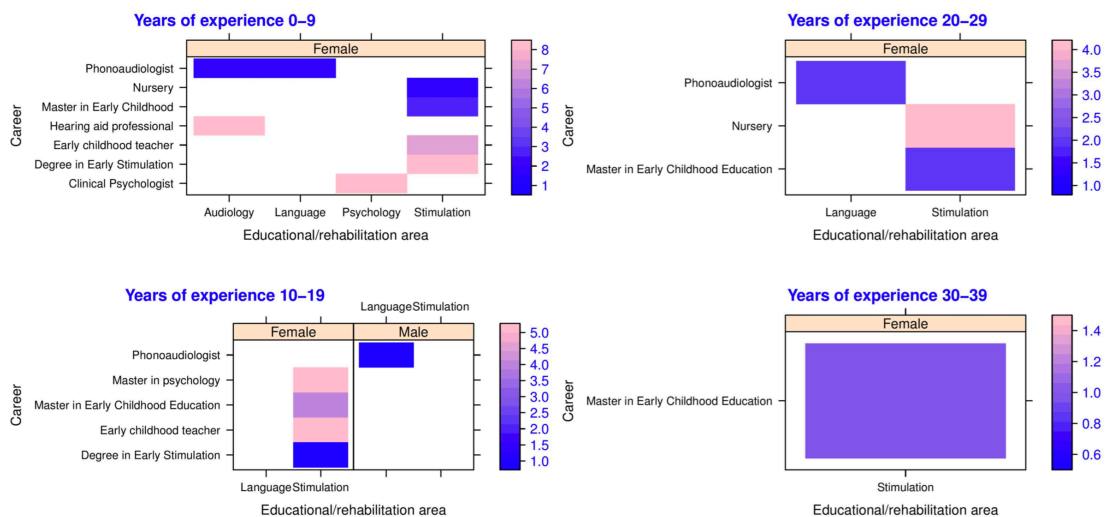 Years of experience 0–9
Female
Phonoaudiologist
Nursery
Master in Early Childhood
Hearing aid professional
Early childhood teacher
Degree in Early Stimulation
Clinical Psychologist
Career
Audiology Language Psychology Stimulation
Educational/rehabilitation area
8
7
6
5
4
3
2
1
Years of experience 20–29
Female
Phonoaudiologist
Nursery
Master in Early Childhood Education
Career
Language Stimulation
Educational/rehabilitation area
4.0
3.5
3.0
2.5
2.0
1.5
1.0
Years of experience 10–19
LanguageStimulation
Female Male
Phonoaudiologist
Master in psychology
Master in Early Childhood Education
Early childhood teacher
Degree in Early Stimulation
Career
LanguageStimulation
Educational/rehabilitation area
5.0
4.5
4.0
3.5
3.0
2.5
2.0
1.5
1.0
Years of experience 30–39
Female
Master in Early Childhood Education
Career
Stimulation
Educational/rehabilitation area
1.4
1.2
1.0
0.8
0.6